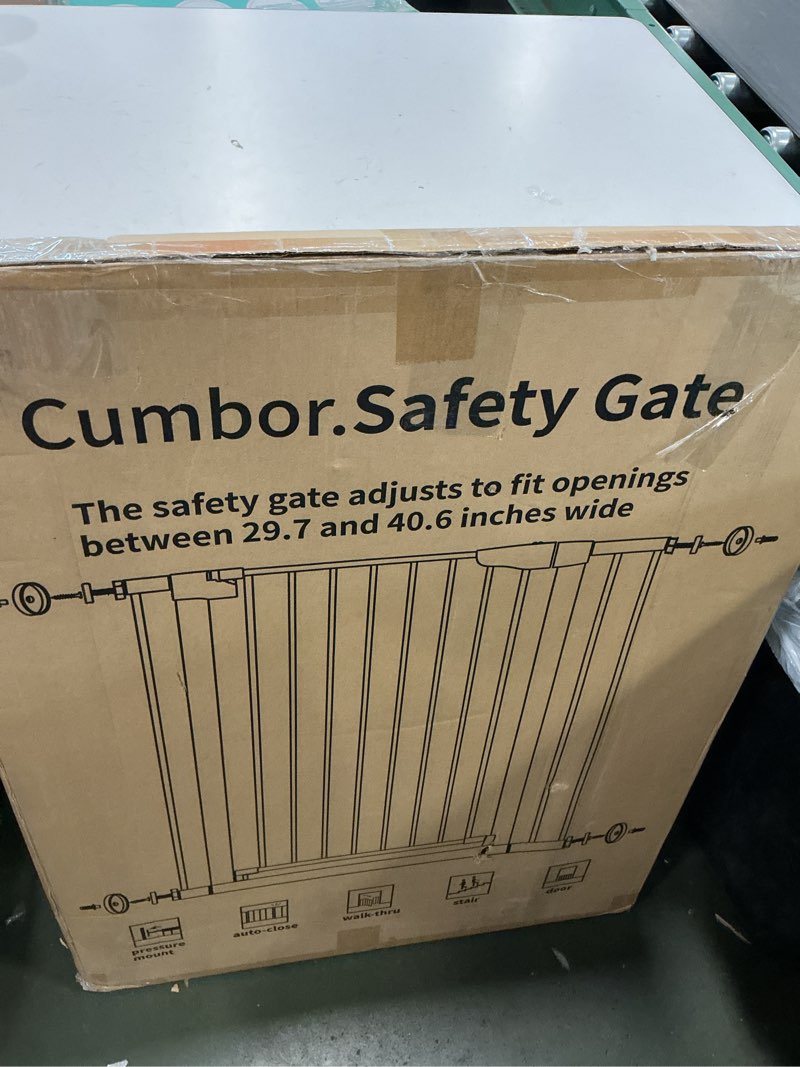 Cumbor.Safety Gate
The safety gate adjusts to fit openings
between 29.7 and 40.6 inches wide
pressure
mount
auto-close
walk-thru
stair
door